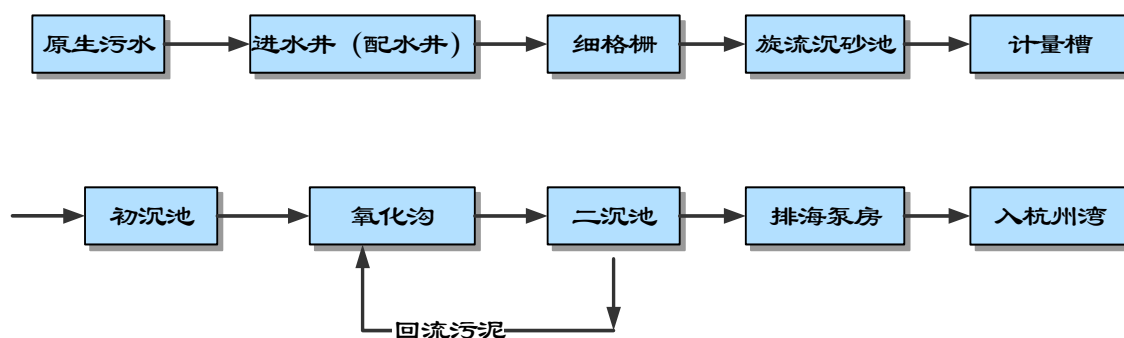 原生污水
进水井（配水井）
细格栅
旋流沉砂池
计量槽
初沉池
氧化沟
二沉池
排海泵房
入杭州湾
回流污泥